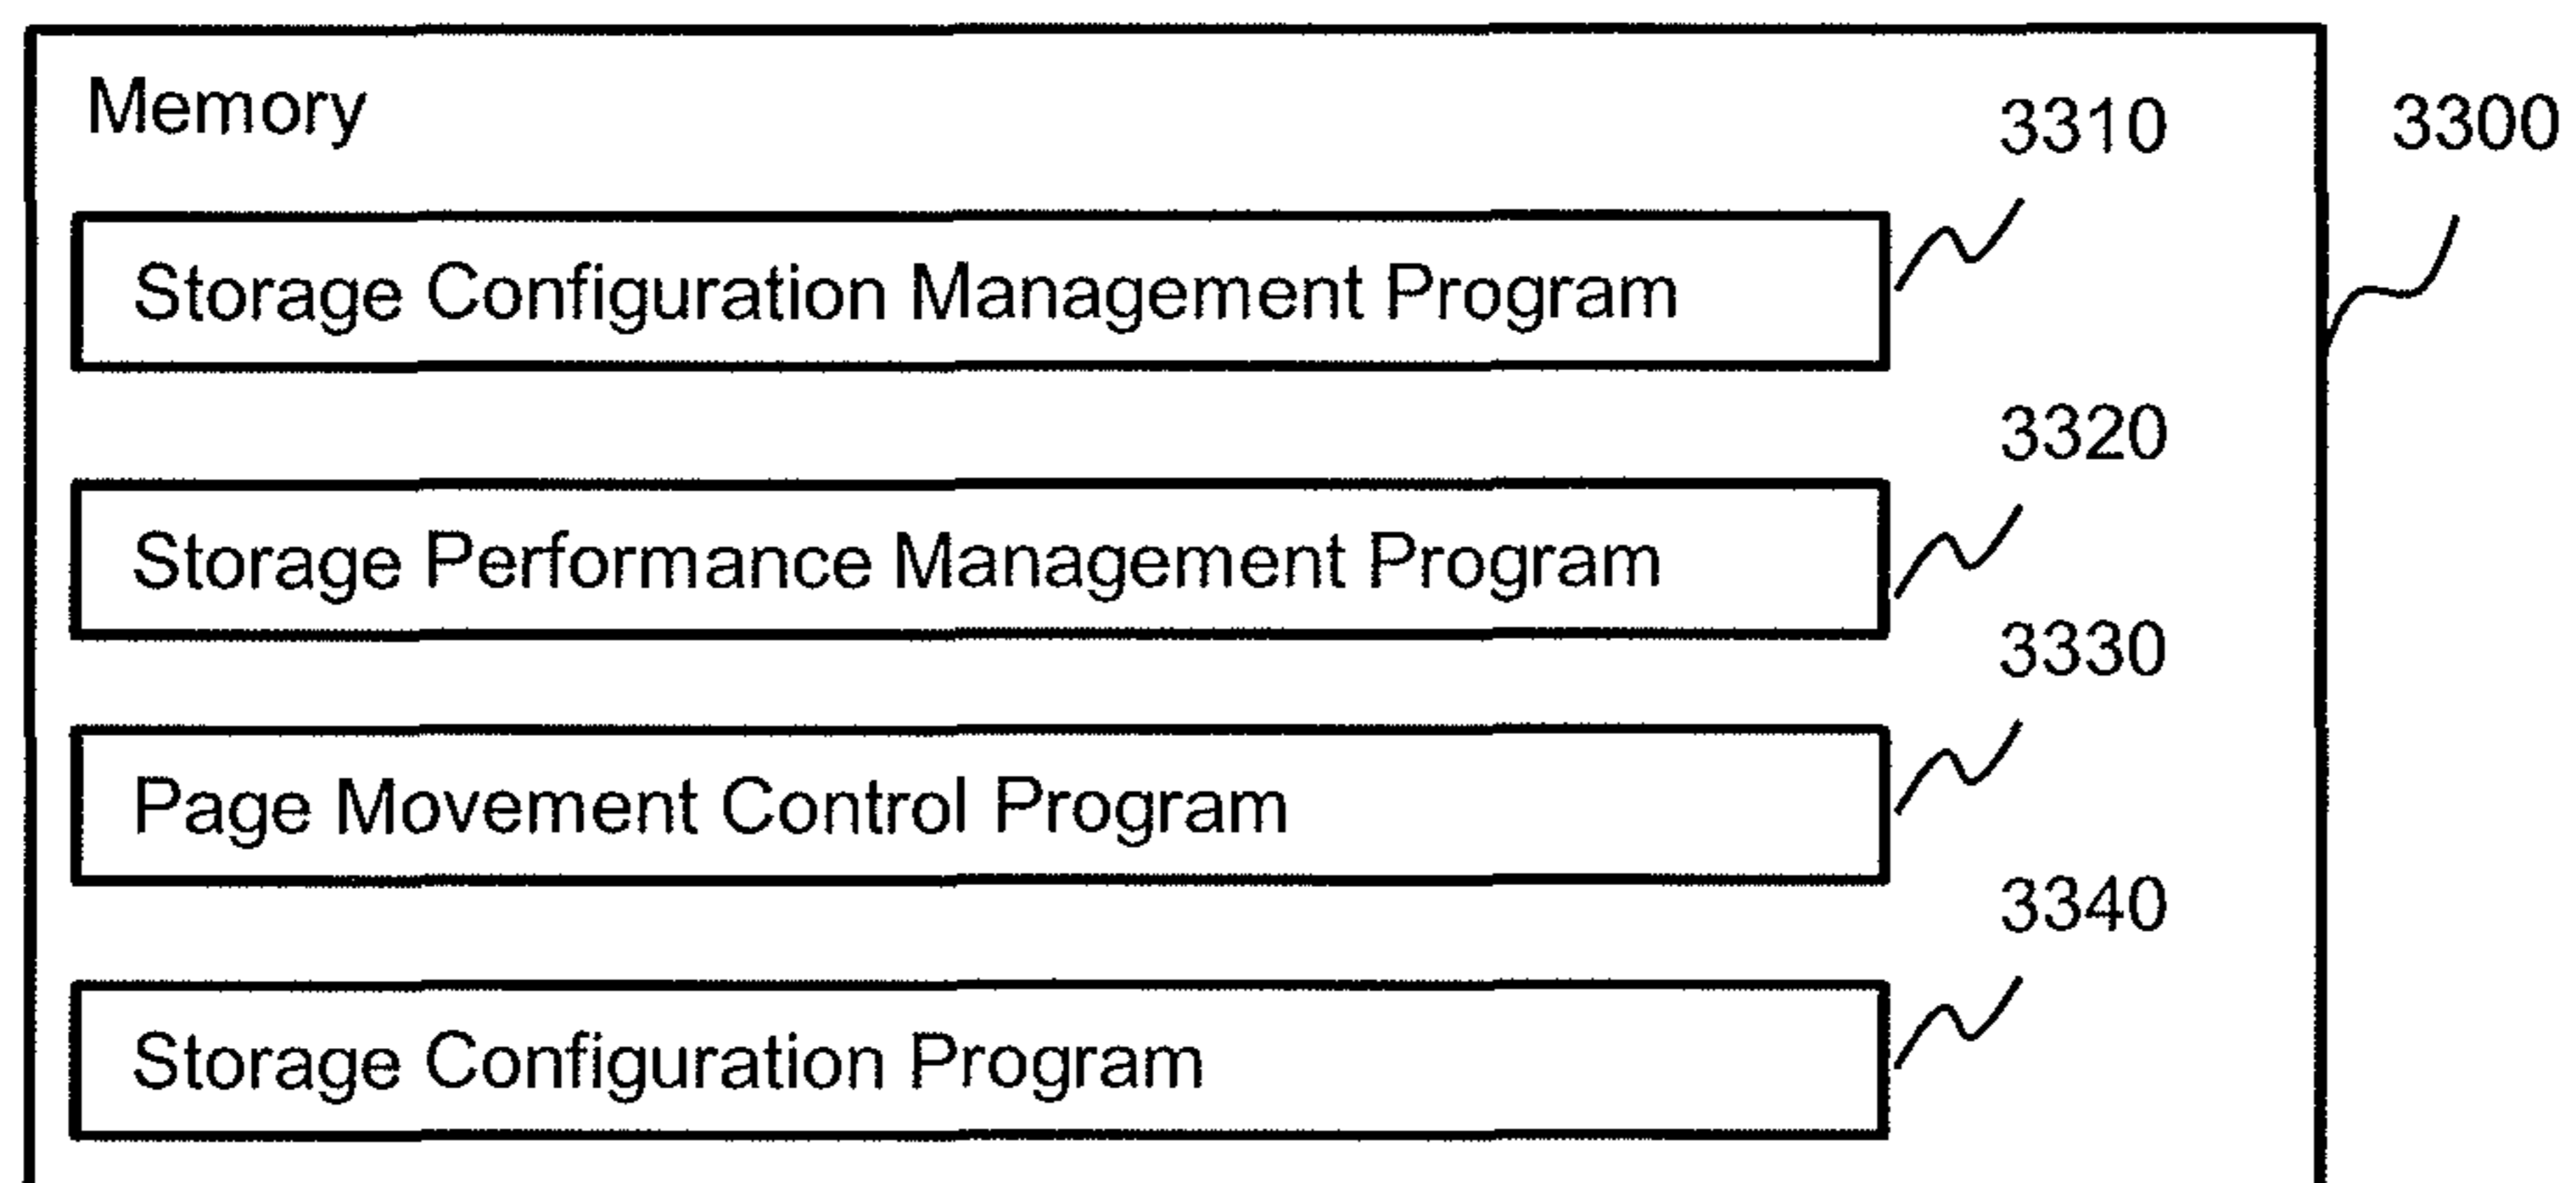 Memory
3310
3300
Storage Configuration Management Program
3320
Storage Performance Management Program
3330
Page Movement Control Program
3340
Storage Configuration Program